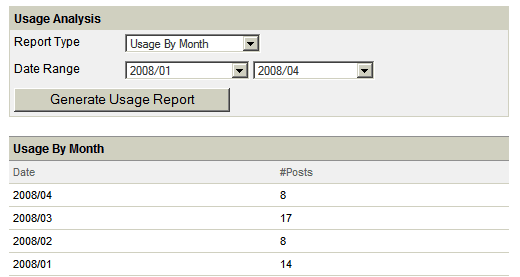 Usage Analysis
Report Type Usage By Month
Date Range 2008/01 2008/04
Generate Usage Report
Usage By Month
Date #Posts
2008/04 8
2008/03 17
2008/02 8
2008/01 14